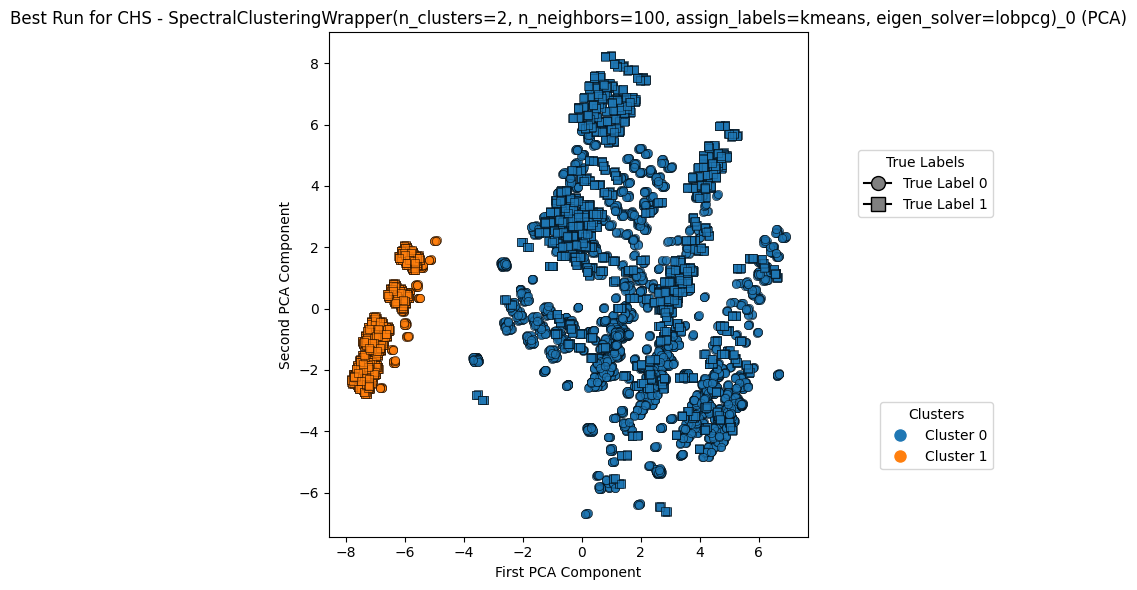 Best Run for CHS - SpectralClusteringWrapper(n_clusters=2, n_neighbors=100, assign_labels=kmeans, eigen_solver=lobpcg)_0 (PCA)
8
6
4
2
0
−2
−4
−6
Second PCA Component
−8
−6
−4
−2
0
2
4
6
First PCA Component
True Labels
True Label 0
True Label 1
Clusters
Cluster 0
Cluster 1